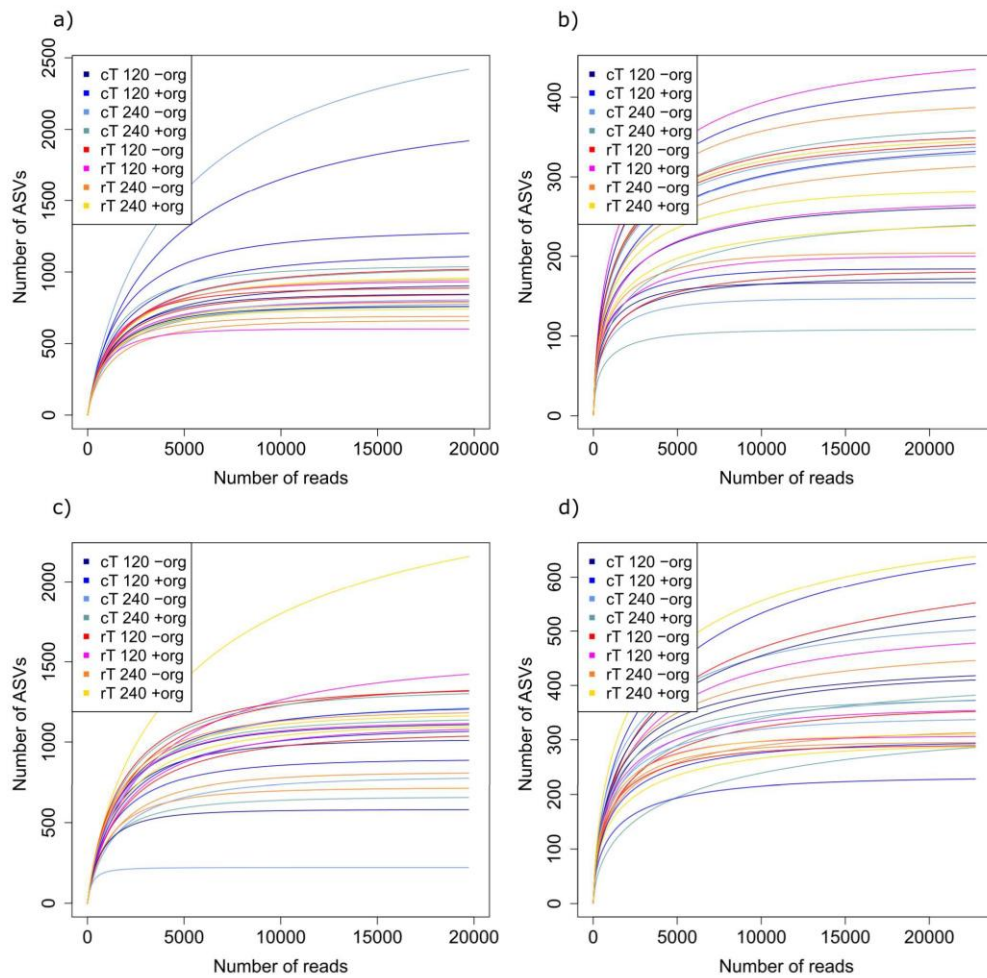 a)
Number of ASVs
2500
2000
1500
1000
500
0
cT 120 −org
cT 120 +org
cT 240 −org
cT 240 +org
rT 120 −org
rT 120 +org
rT 240 −org
rT 240 +org
0 5000 10000 15000 20000
Number of reads
b)
Number of ASVs
400
300
200
100
0
cT 120 −org
cT 120 +org
cT 240 −org
cT 240 +org
rT 120 −org
rT 120 +org
rT 240 −org
rT 240 +org
0 5000 10000 15000 20000
Number of reads
c)
Number of ASVs
2000
1500
1000
500
0
cT 120 −org
cT 120 +org
cT 240 −org
cT 240 +org
rT 120 −org
rT 120 +org
rT 240 −org
rT 240 +org
0 5000 10000 15000 20000
Number of reads
d)
Number of ASVs
600
500
400
300
200
100
0
cT 120 −org
cT 120 +org
cT 240 −org
cT 240 +org
rT 120 −org
rT 120 +org
rT 240 −org
rT 240 +org
0 5000 10000 15000 20000
Number of reads